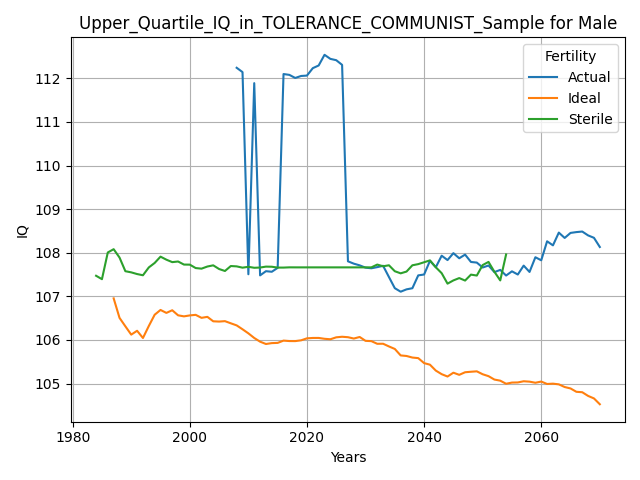 Upper_Quartile_IQ_in_TOLERANCE_COMMUNIST_Sample for Male
Fertility
Actual
Ideal
Sterile
112
111
110
109
108
107
106
105
IQ
1980
2000
2020
2040
2060
Years